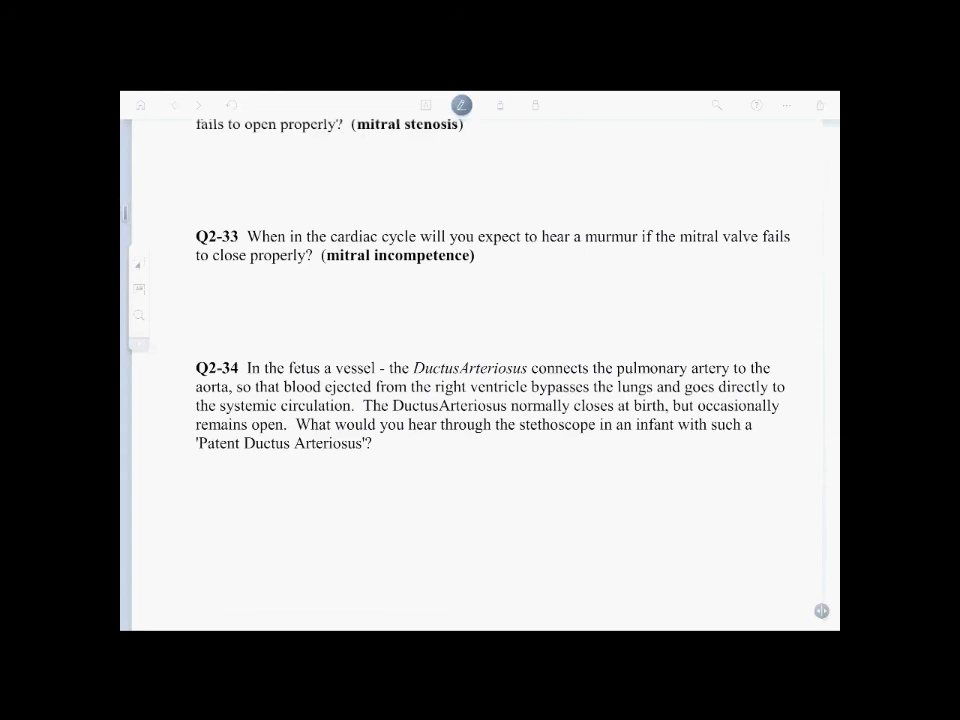 fails to open properly?  (mitral stenosis)
Q2-33  When in the cardiac cycle will you expect to hear a murmur if the mitral valve fails
to close properly?  (mitral incompetence)
Q2-34  In the fetus a vessel - the DuctusArteriosus connects the pulmonary artery to the
aorta, so that blood ejected from the right ventricle bypasses the lungs and goes directly to
the systemic circulation.  The DuctusArteriosus normally closes at birth, but occasionally
remains open.  What would you hear through the stethoscope in an infant with such a
'Patent Ductus Arteriosus'?